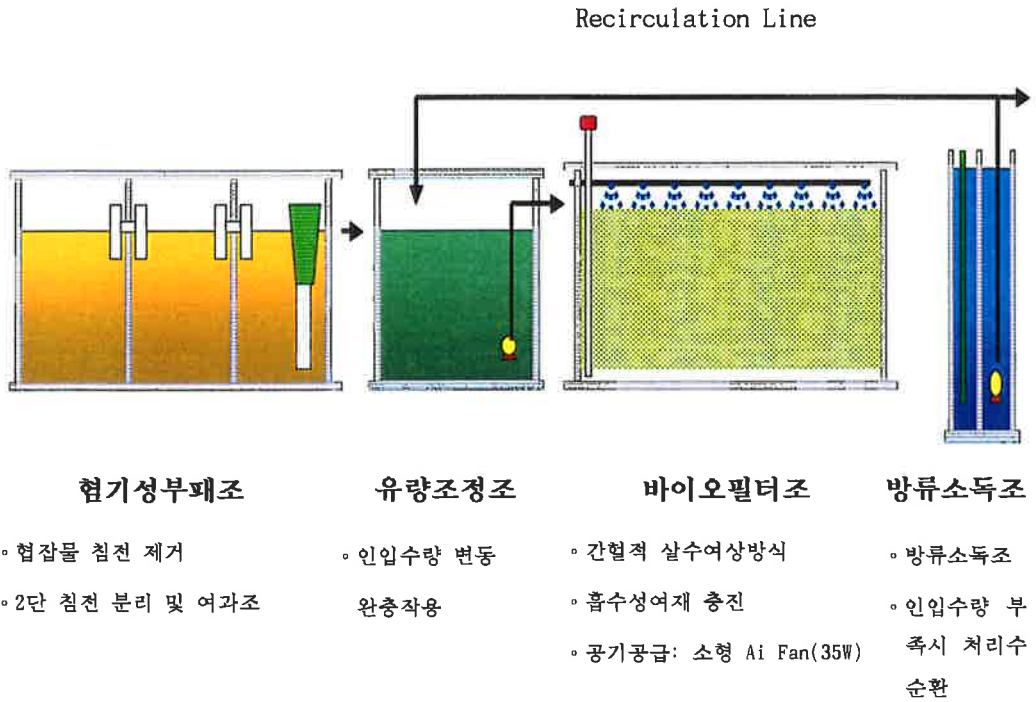 Recirculation Line
혐기성부패조
유량조정조
바이오필터조
방류소독조
◦협잡물 침전 제거
◦2단 침전 분리 및 여과조
◦인입수량 변동
완충작용
◦간헐적 살수여상방식
◦흡수성여재 충진
◦공기공급: 소형 Ai Fan(35W)
◦방류소독조
◦인입수량 부
족시 처리수
순환